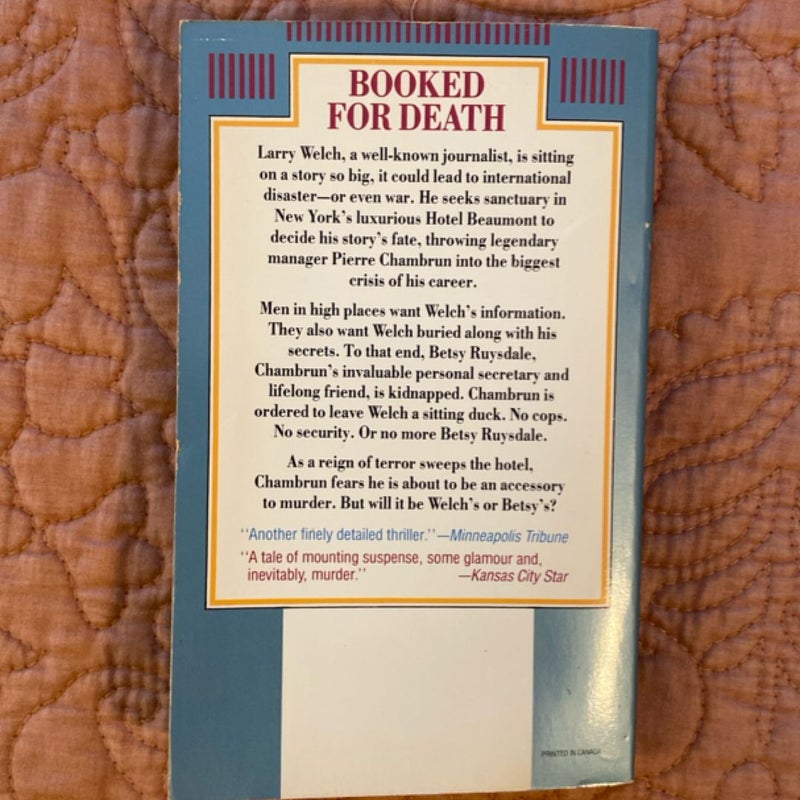 BOOKED
FOR DEATH
Larry Welch, a well-known journalist, is sitting
on a story so big, it could lead to international
disaster—or even war. He seeks sanctuary in
New York's luxurious Hotel Beaumont to
decide his story's fate, throwing legendary
manager Pierre Chambrun into the biggest
crisis of his career.
Men in high places want Welch's information.
They also want Welch buried along with his
secrets. To that end, Betsy Ruysdale,
Chambrun's invaluable personal secretary and
lifelong friend, is kidnapped. Chambrun is
ordered to leave Welch a sitting duck. No cops.
No security. Or no more Betsy Ruysdale.
As a reign of terror sweeps the hotel,
Chambrun fears he is about to be an accessory
to murder. But will it be Welch's or Betsy's?
"Another finely detailed thriller."—Minneapolis Tribune
"A tale of mounting suspense, some glamour and,
inevitably, murder." —Kansas City Star
PRINTED IN CANADA